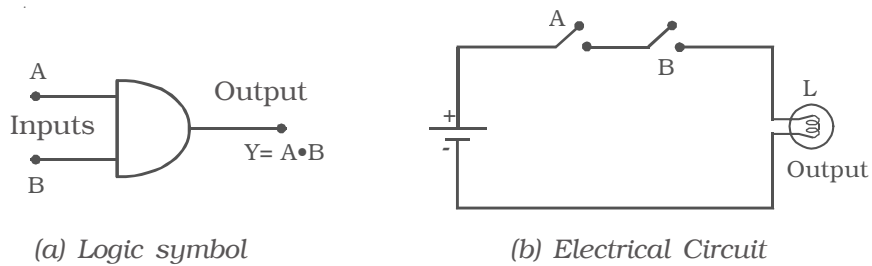 A
Inputs
B
Output
Y= A•B
(a) Logic symbol
A
B
+
-
L
Output
(b) Electrical Circuit